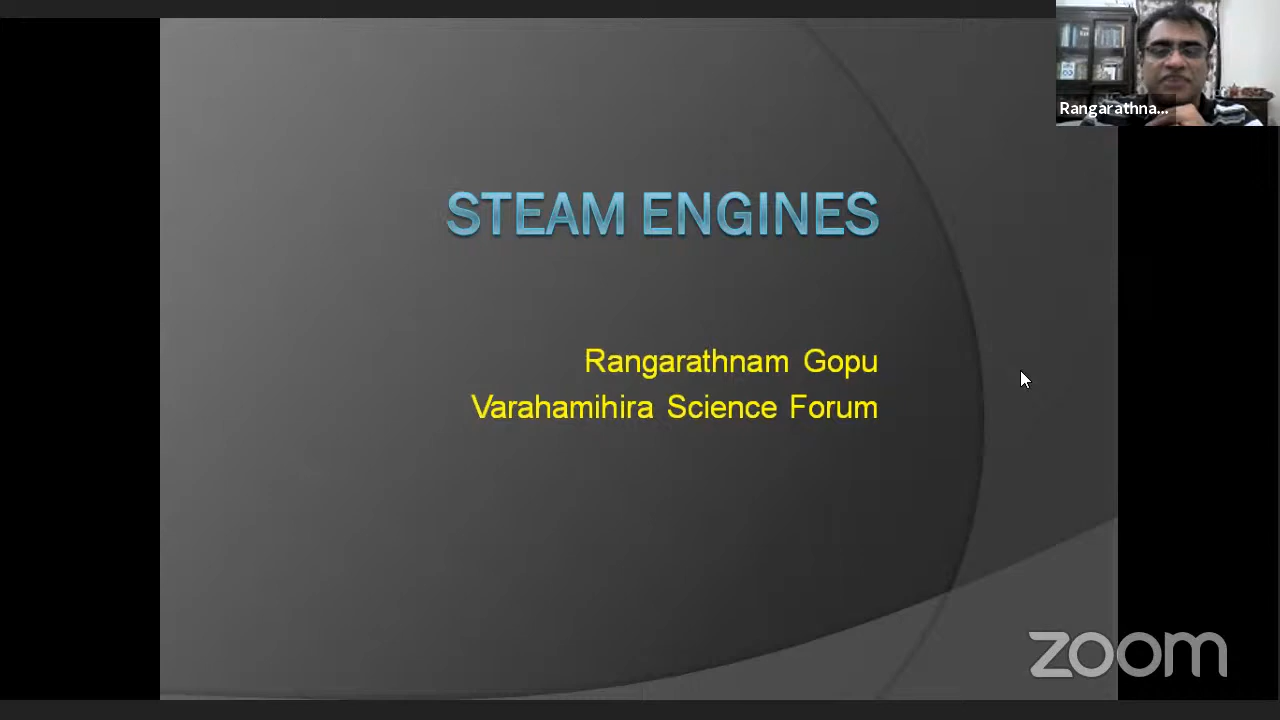 Rangarathna...
STEAM ENGINES
Rangarathnam Gopu
Varahamihira Science Forum
zoom